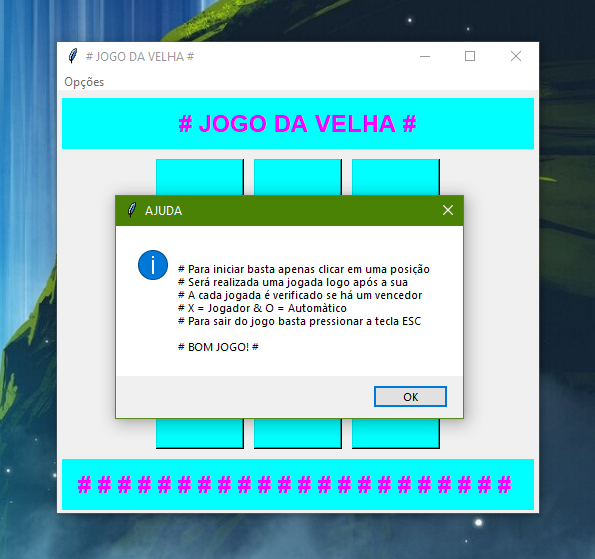 # JOGO DA VELHA #
Opções
# JOGO DA VELHA #
AJUDA
# Para iniciar basta apenas clicar em uma posição
# Será realizada uma jogada logo após a sua
# A cada jogada é verificado se há um vencedor
# X = Jogador & O = Automàtico
# Para sair do jogo basta pressionar a tecla ESC
# BOM JOGO! #
OK
# # # # # # # # # # # # # # # # # # # # # #